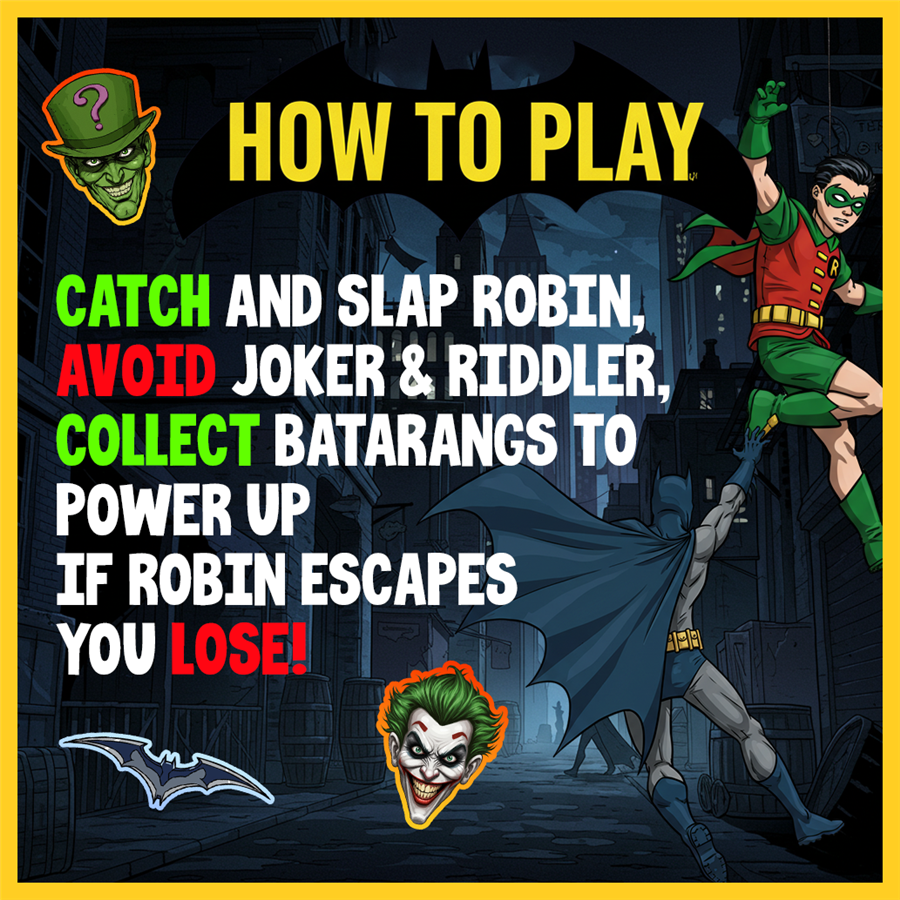 ?
HOW TO PLAY
R
CATCH AND SLAP ROBIN,
AVOID JOKER & RIDDLER,
COLLECT BATARANGS TO
POWER UP
IF ROBIN ESCAPES
YOU LOSE!